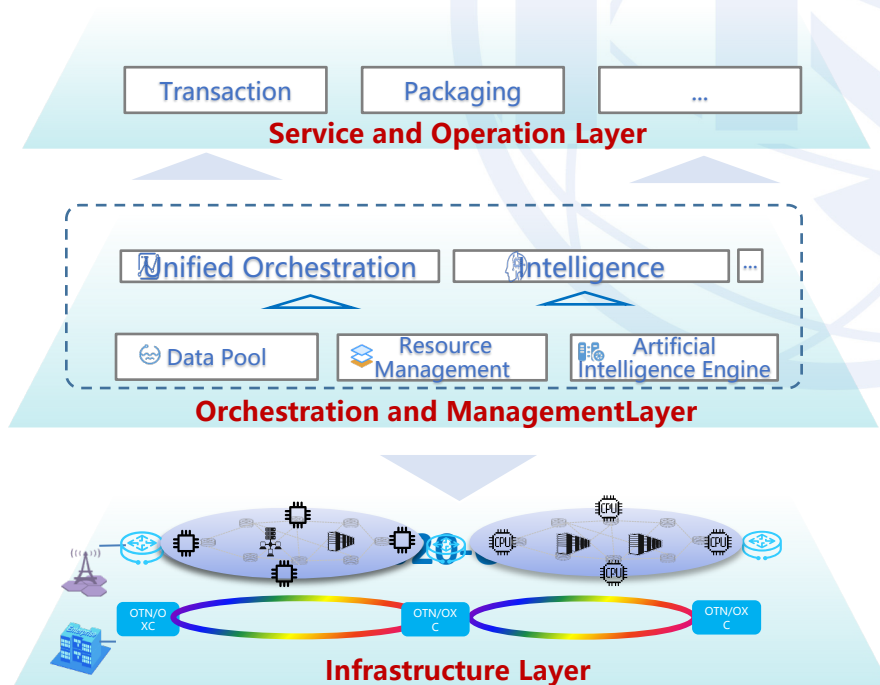 Transaction
Packaging
...
Service and Operation Layer
Unified Orchestration
Intelligence
...
Data Pool
Resource
Management
Artificial
Intelligence Engine
Orchestration and ManagementLayer
CPU
CPU
CPU
CPU
20-
OTN/O
XC
OTN/OX
C
OTN/OX
C
Infrastructure Layer